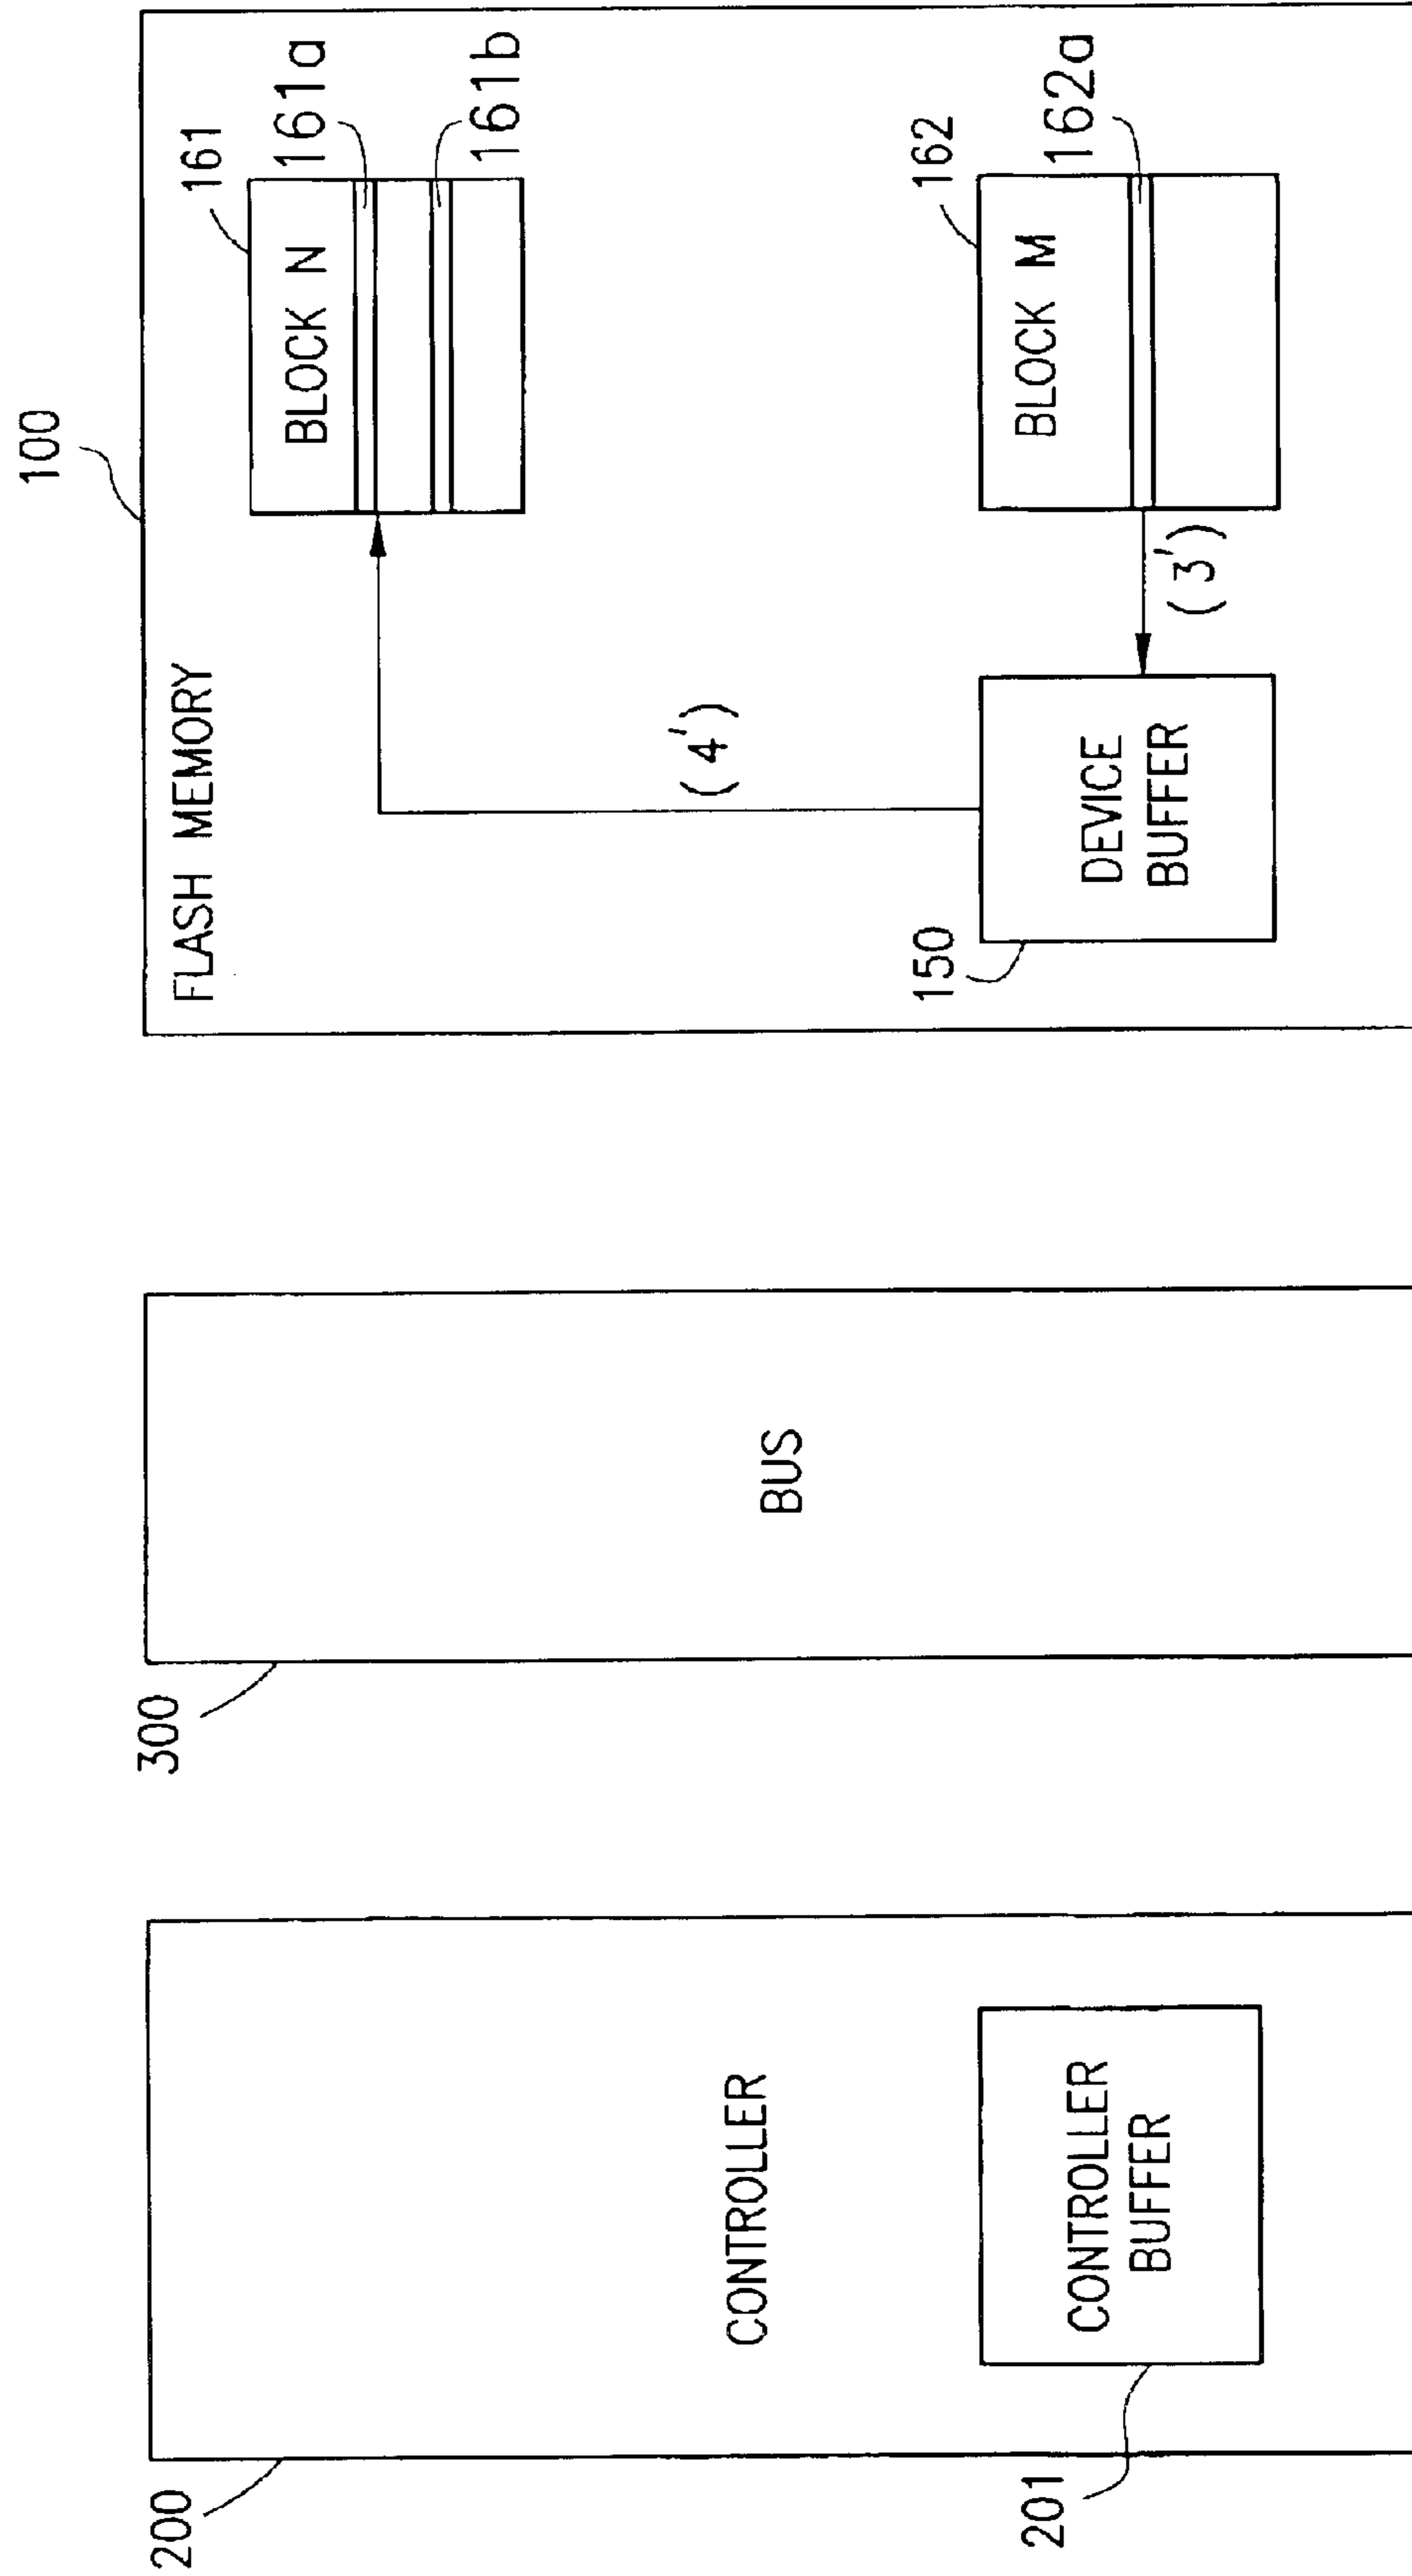 200
CONTROLLER
201
CONTROLLER
BUFFER
300
BUS
100
FLASH MEMORY
161
BLOCK N
161a
161b
(4')
150
DEVICE
BUFFER
(3')
162
BLOCK M
162a